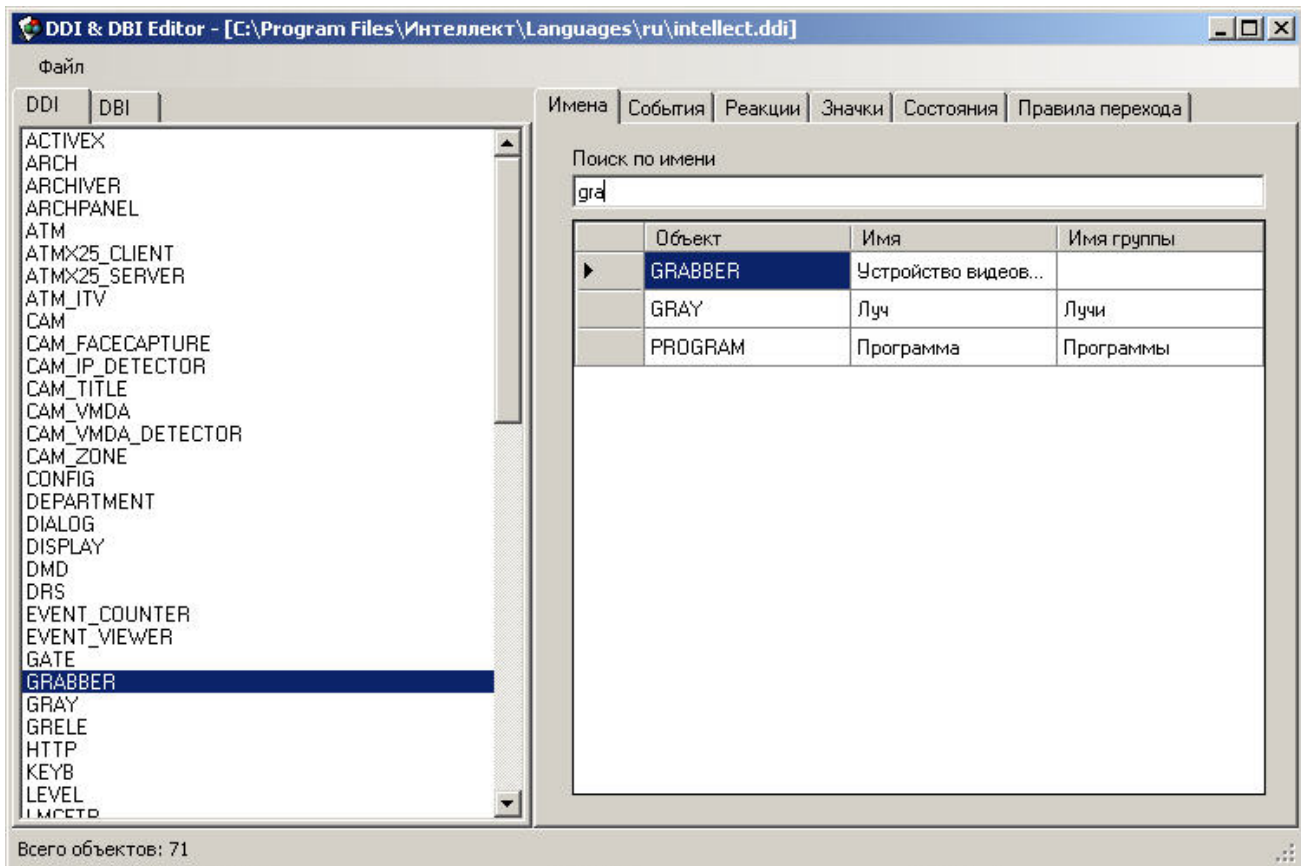 DDI & DBI Editor - [C:\Program Files\Интеллект\Languages\ru\intellect.ddi]
Файл
DDI DBI
ACTIVEX
ARCH
ARCHIVER
ARCHPANEL
ATM
ATMX25_CLIENT
ATMX25_SERVER
ATM_ITV
CAM
CAM_FACECAPTURE
CAM_IP_DETECTOR
CAM_TITLE
CAM_VMDA
CAM_VMDA_DETECTOR
CAM_ZONE
CONFIG
DEPARTMENT
DIALOG
DISPLAY
DMD
DRS
EVENT_COUNTER
EVENT_VIEWER
GATE
GRABBER
GRAY
GRELE
HTTP
KEYB
LEVEL
Имена События Реакции Значки Состояния Правила перехода
Поиск по имени
gra
Объект Имя Имя группы
GRABBER Устройство видеов...
GRAY Луч Лучи
PROGRAM Программа Программы
Всего объектов: 71